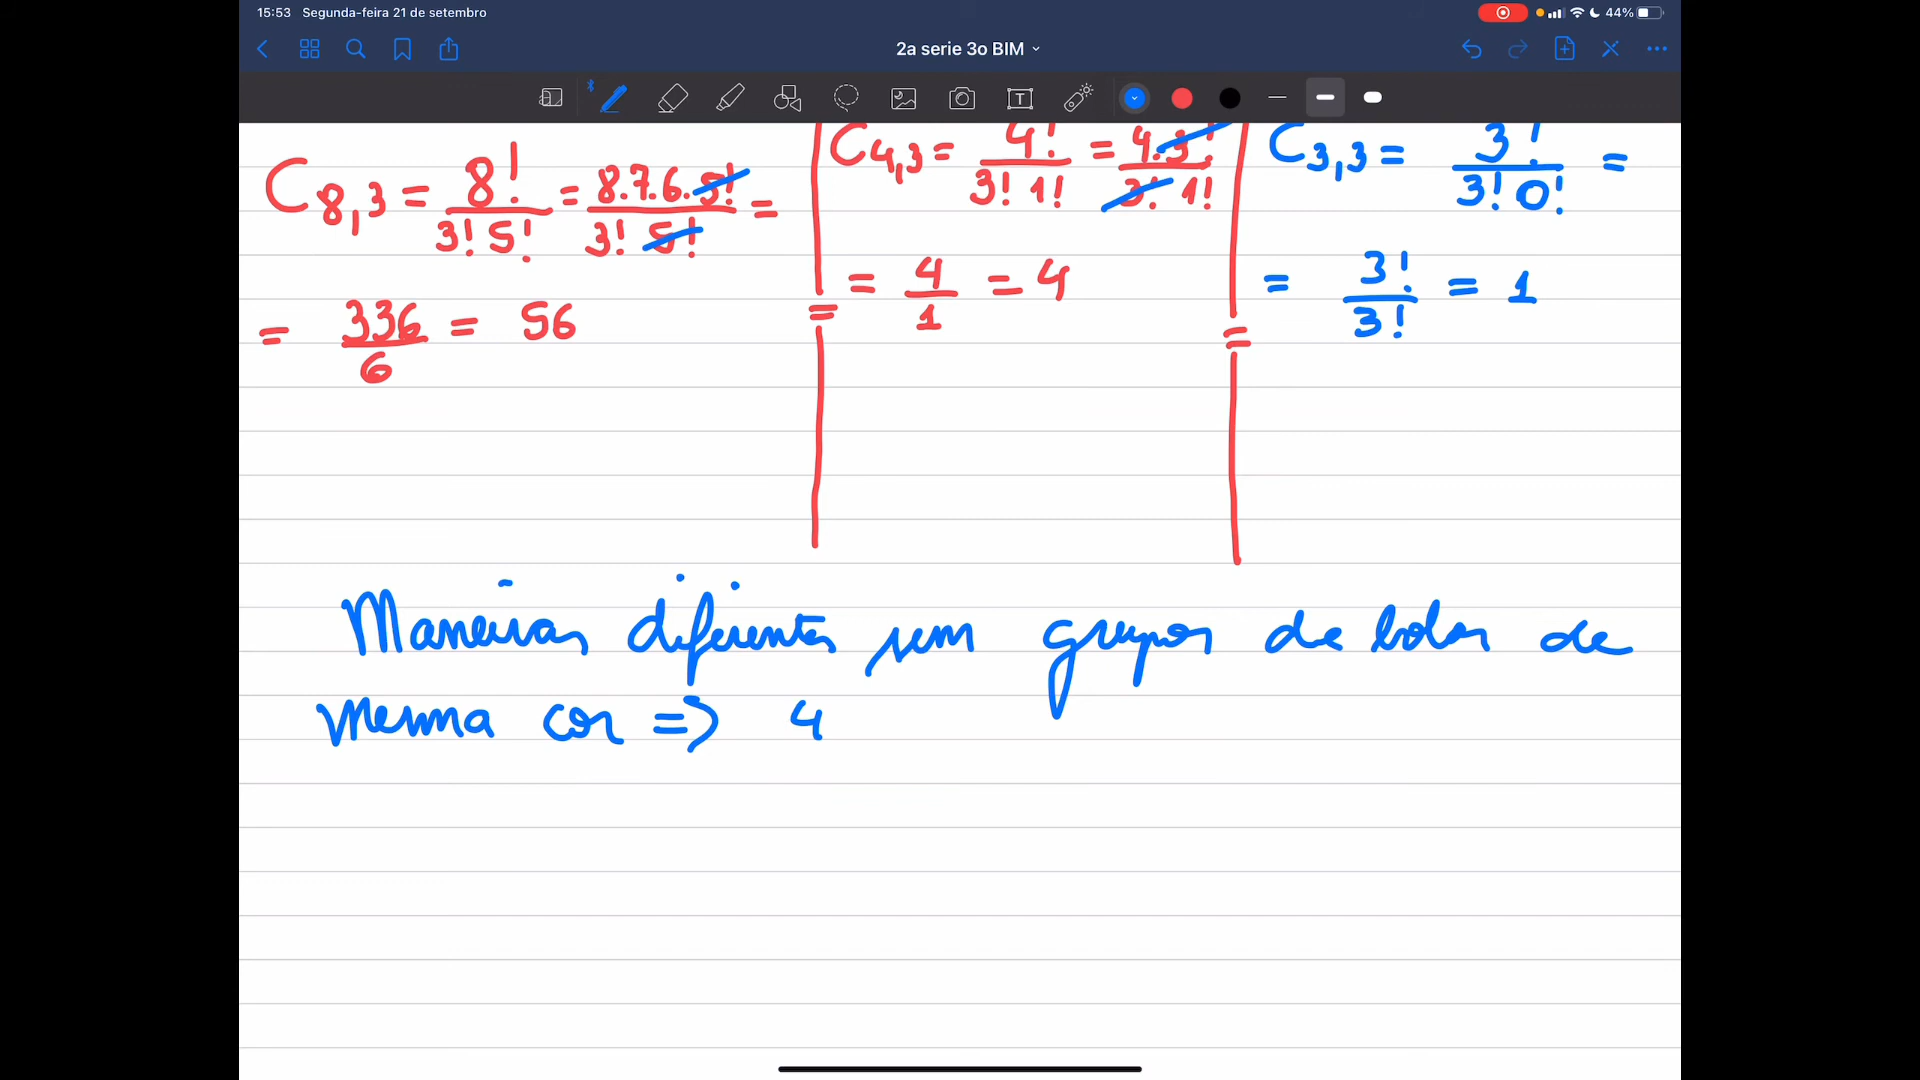 15:53 Segunda-feira 21 de setembro
44%
2a serie 3o BIM
C8,3 = 8! / 3! 5! = 8.7.6.5! / 3! 5! =
= 336 / 6 = 56
C4,3 = 4! / 3! 1! = 4.3! / 3! 1! =
= 4 / 1 = 4
C3,3 = 3! / 3! 0! =
= 3! / 3! = 1
Maneiras diferentes sem grupos de bolas de
mesma cor => 4